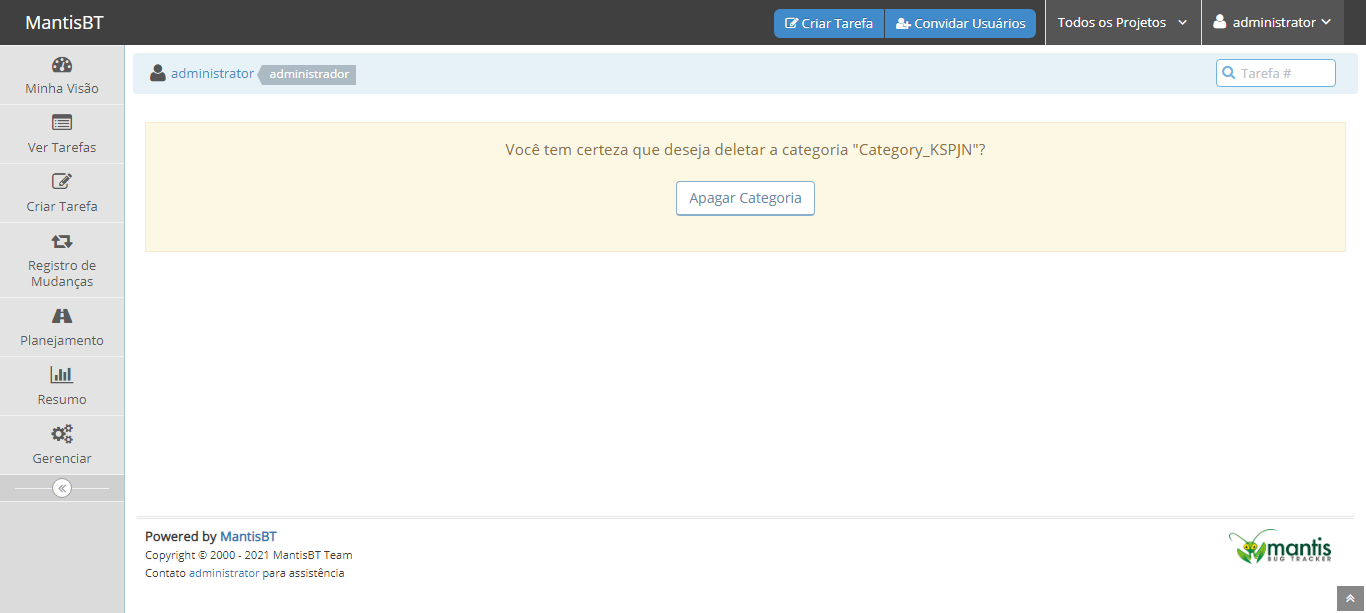 MantisBT
Criar Tarefa
Convidar Usuários
Todos os Projetos
administrator
Minha Visão
Ver Tarefas
Criar Tarefa
Registro de
Mudanças
Planejamento
Resumo
Gerenciar
administrator administrador
Tarefa #
Você tem certeza que deseja deletar a categoria "Category_KSPJN"?
Apagar Categoria
Powered by MantisBT
Copyright © 2000 - 2021 MantisBT Team
Contato administrator para assistência
mantis
BUG TRACKER